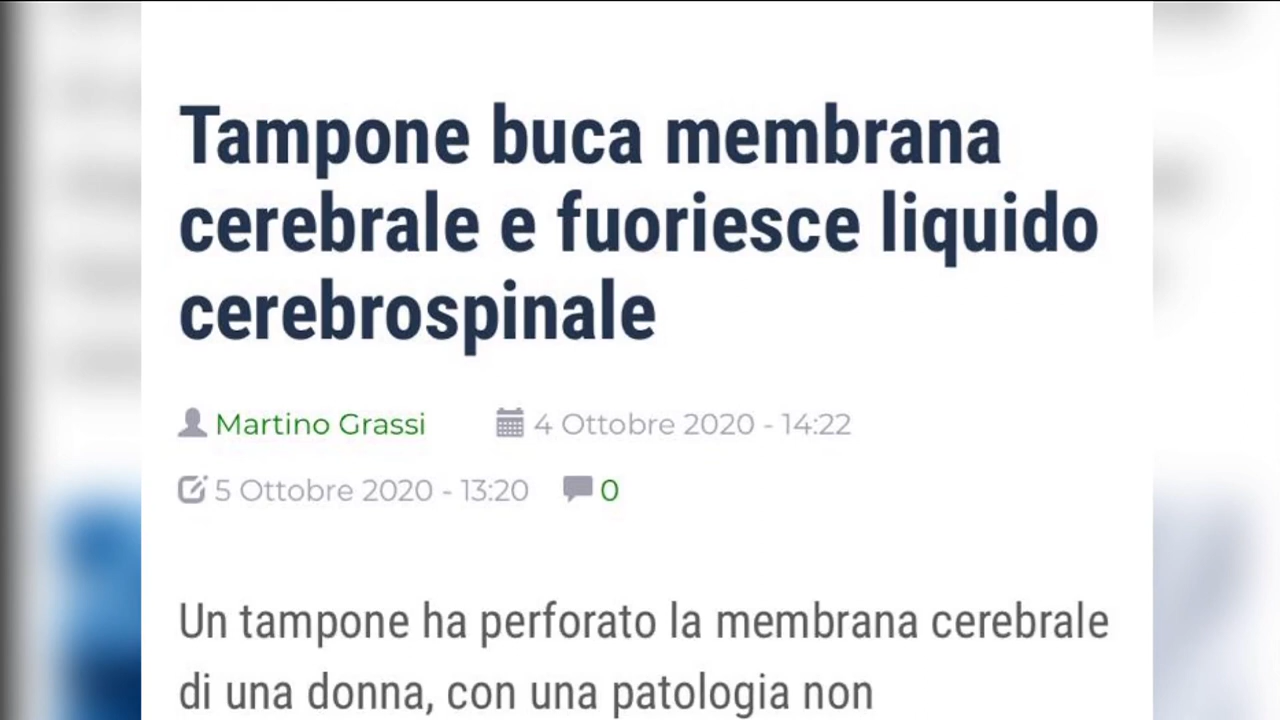 Tampone buca membrana
cerebrale e fuoriesce liquido
cerebrospinale
Martino Grassi 4 Ottobre 2020 - 14:22
5 Ottobre 2020 - 13:20 0
Un tampone ha perforato la membrana cerebrale
di una donna, con una patologia non